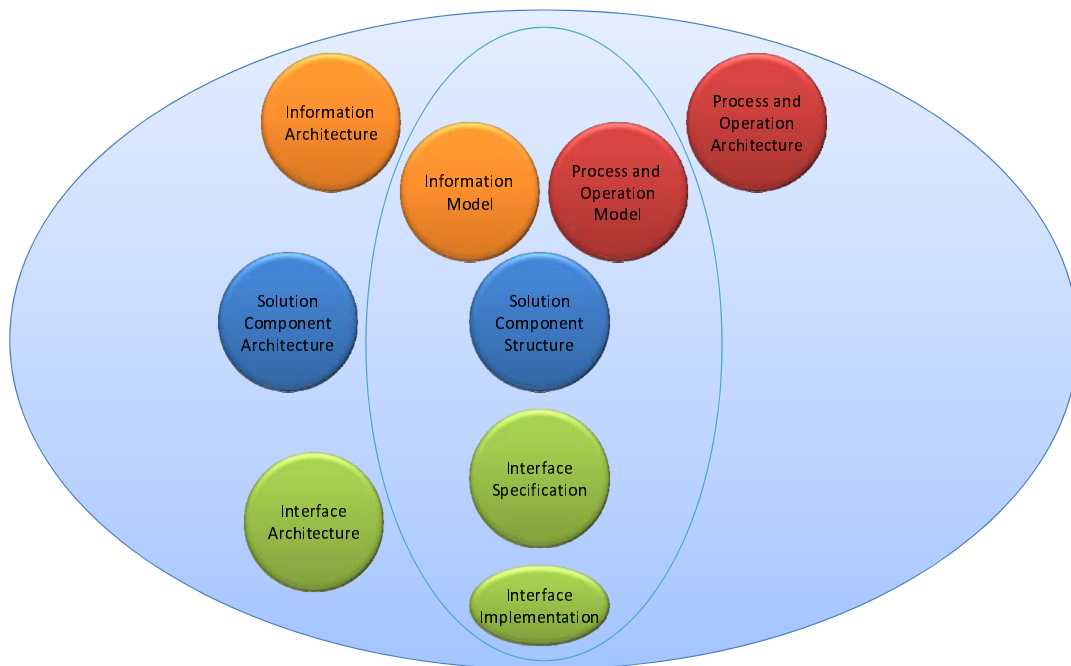 Information
Architecture
Process and
Operation
Architecture
Information
Model
Process and
Operation
Model
Solution
Component
Architecture
Solution
Component
Structure
Interface
Specification
Interface
Architecture
Interface
Implementation